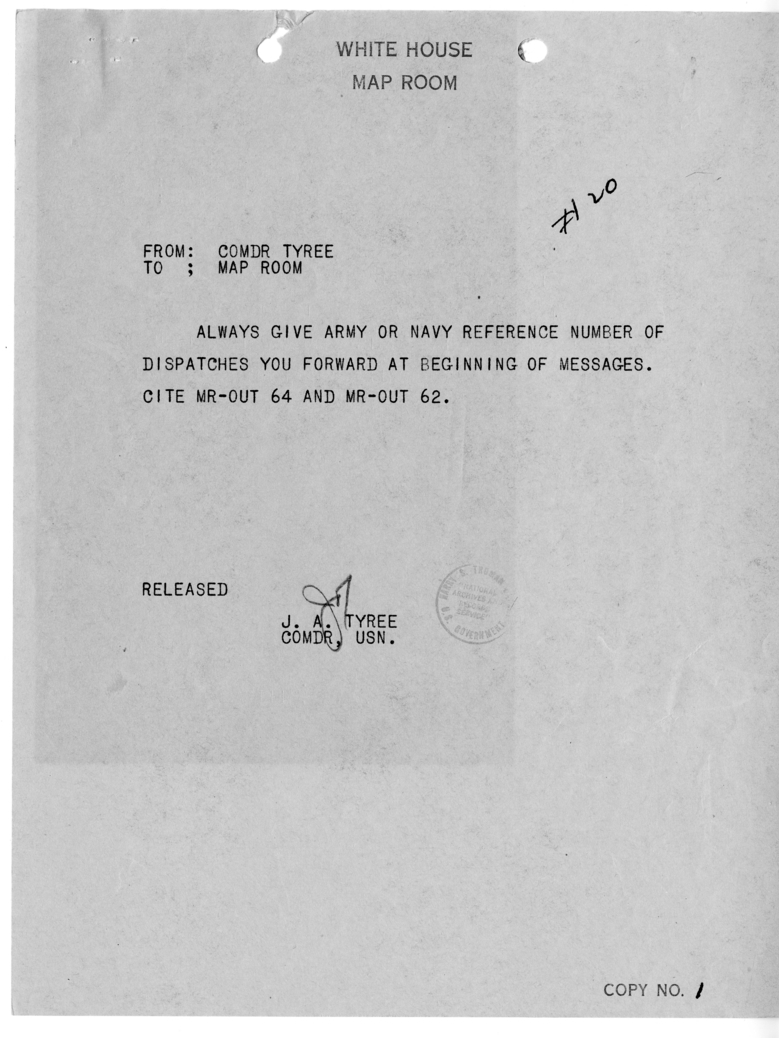 WHITE HOUSE
MAP ROOM
#120
FROM: COMDR TYREE
TO ; MAP ROOM
ALWAYS GIVE ARMY OR NAVY REFERENCE NUMBER OF
DISPATCHES YOU FORWARD AT BEGINNING OF MESSAGES.
CITE MR-OUT 64 AND MR-OUT 62.
RELEASED
J. A. TYREE
COMDR, USN.
COPY NO. 1